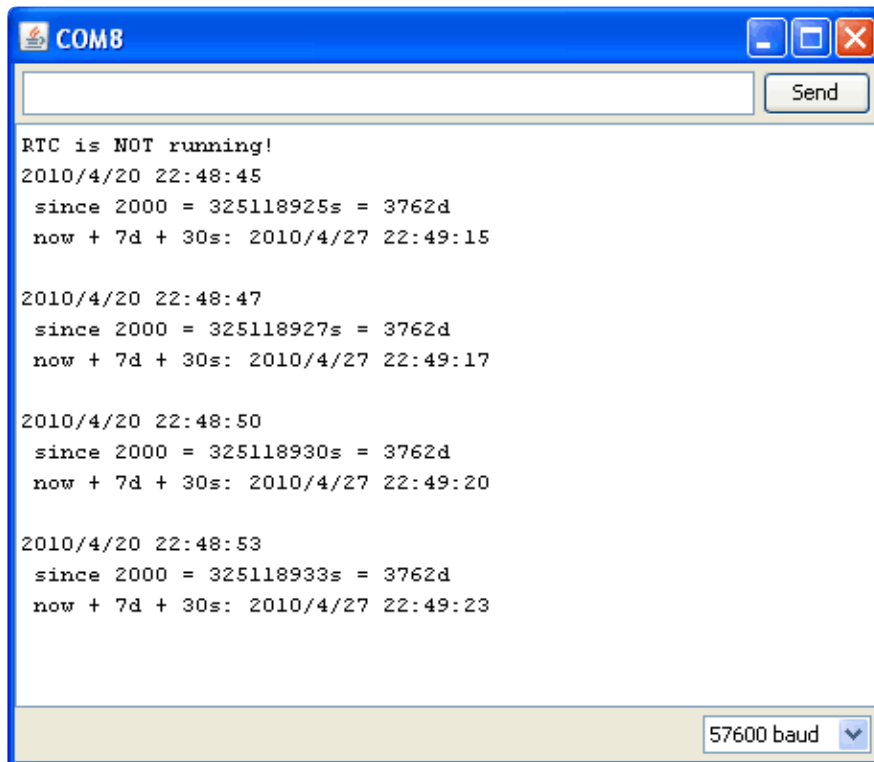 COM8
Send
RTC is NOT running!
2010/4/20 22:48:45
since 2000 = 325118925s = 3762d
now + 7d + 30s: 2010/4/27 22:49:15
2010/4/20 22:48:47
since 2000 = 325118927s = 3762d
now + 7d + 30s: 2010/4/27 22:49:17
2010/4/20 22:48:50
since 2000 = 325118930s = 3762d
now + 7d + 30s: 2010/4/27 22:49:20
2010/4/20 22:48:53
since 2000 = 325118933s = 3762d
now + 7d + 30s: 2010/4/27 22:49:23
57600 baud